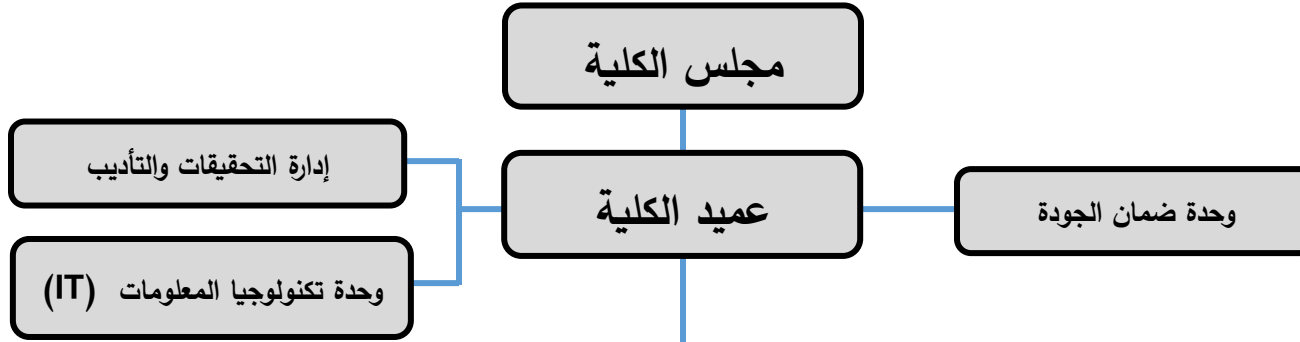 مجلس الكلية
إدارة التحقيقات والتأديب
عميد الكلية
وحدة ضمان الجودة
وحدة تكنولوجيا المعلومات (IT)